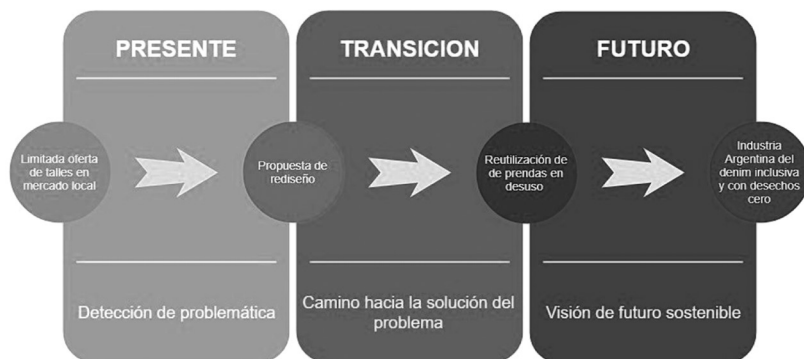 PRESENTE
TRANSICION
FUTURO
Limitada oferta
de talles en
mercado local
Propuesta de
rediseño
Reutilización de
de prendas en
desuso
Industria
Argentina del
denim inclusiva
y con desechos
cero
Detección de problemática
Camino hacia la solución del
problema
Visión de futuro sostenible